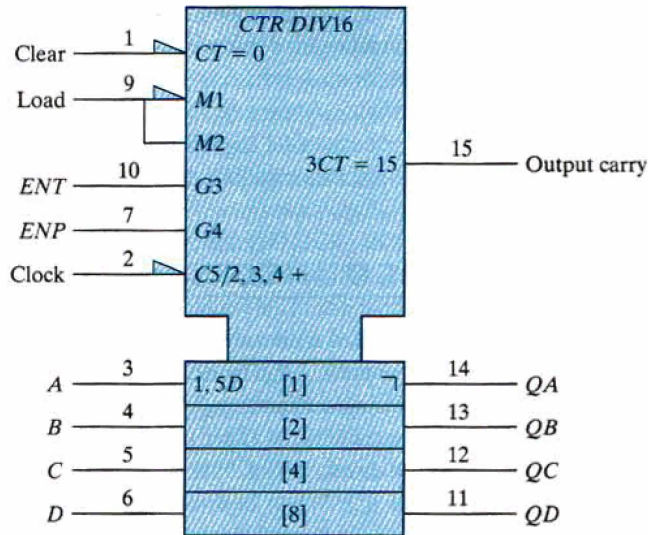 CTR DIV16
Clear 1 CT = 0
Load 9 M1
M2
3CT = 15 15 Output carry
ENT 10 G3
ENP 7 G4
Clock 2 C5/2, 3, 4 +
A 3 1, 5D [1] 14 QA
B 4 [2] 13 QB
C 5 [4] 12 QC
D 6 [8] 11 QD